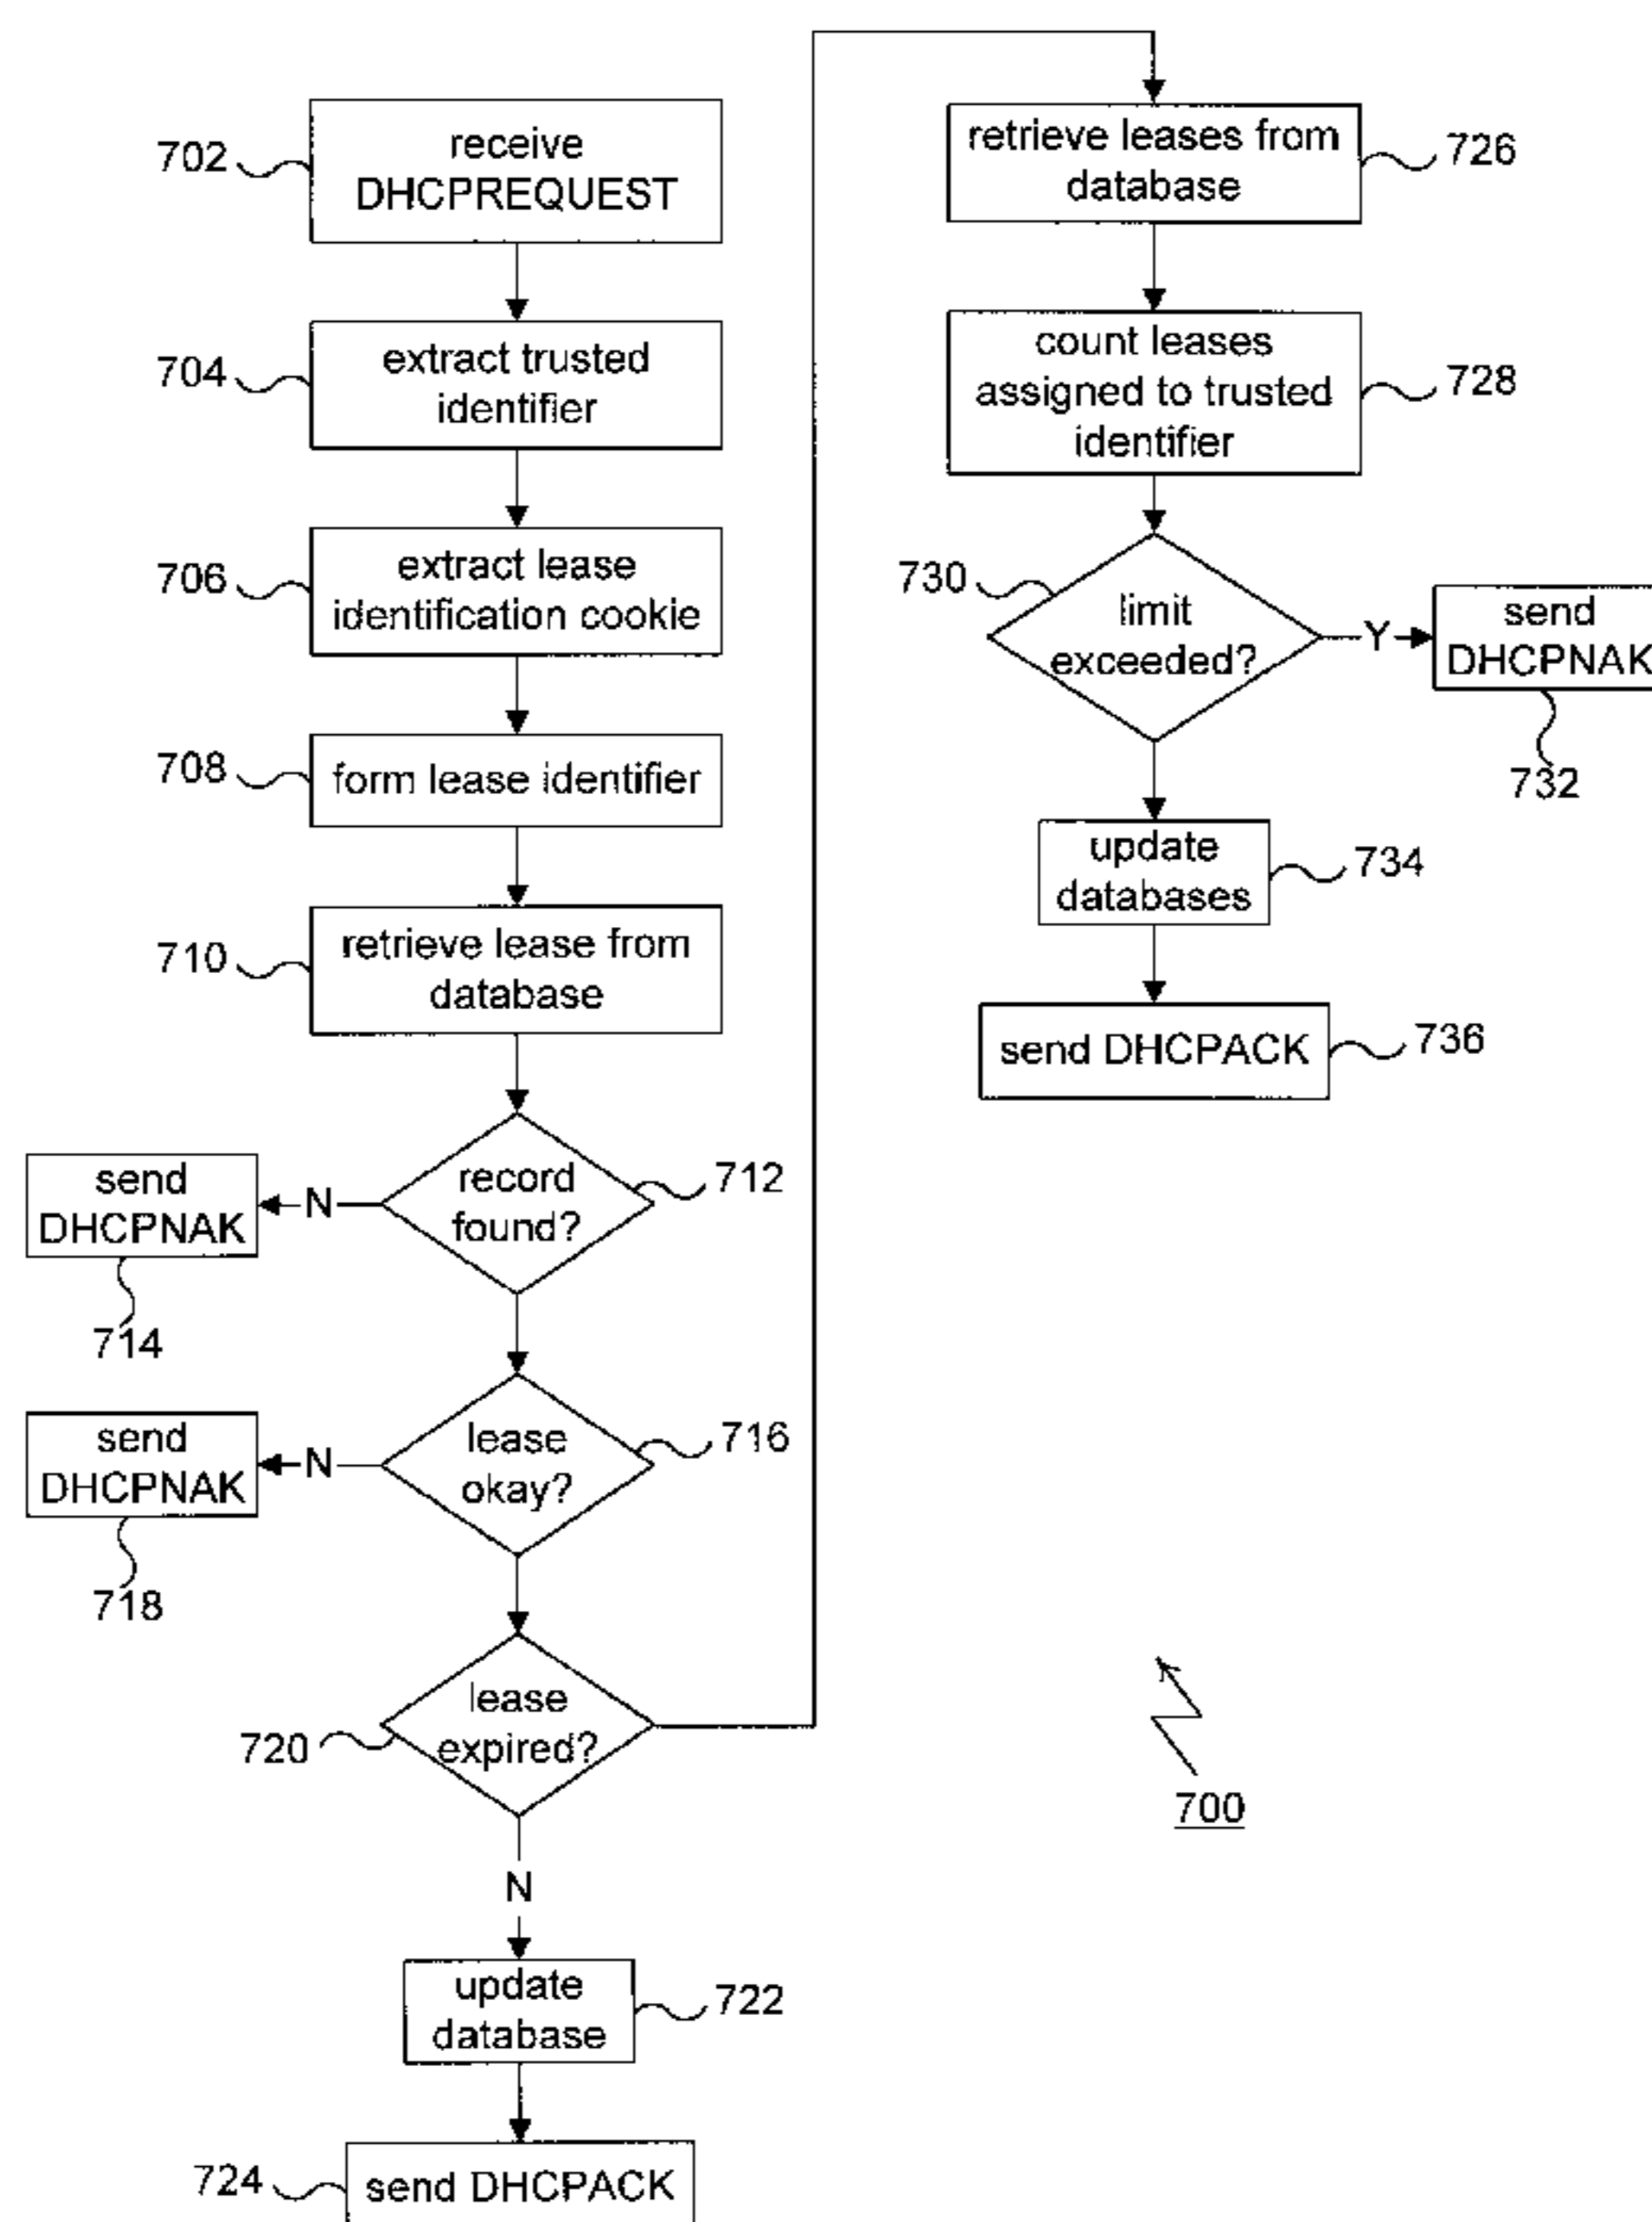 702
receive
DHCPREQUEST
704
extract trusted
identifier
706
extract lease
identification cookie
708
form lease identifier
710
retrieve lease from
database
record
found?
712
N
send
DHCPNAK
714
lease
okay?
716
N
send
DHCPNAK
718
lease
expired?
720
N
update
database
722
724
send DHCPACK
retrieve leases from
database
726
count leases
assigned to trusted
identifier
728
730
limit
exceeded?
Y
send
DHCPNAK
732
update
databases
734
send DHCPACK
736
700